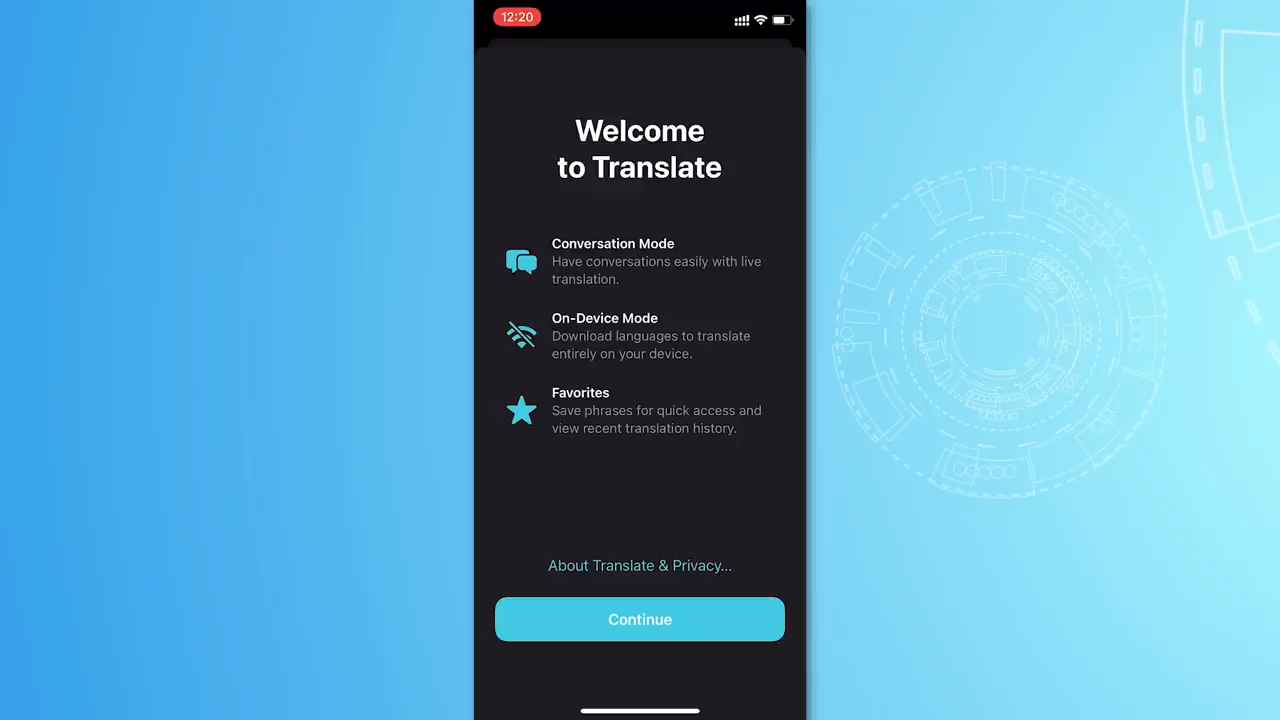 12:20
Welcome
to Translate
Conversation Mode
Have conversations easily with live
translation.
On-Device Mode
Download languages to translate
entirely on your device.
Favorites
Save phrases for quick access and
view recent translation history.
About Translate & Privacy...
Continue